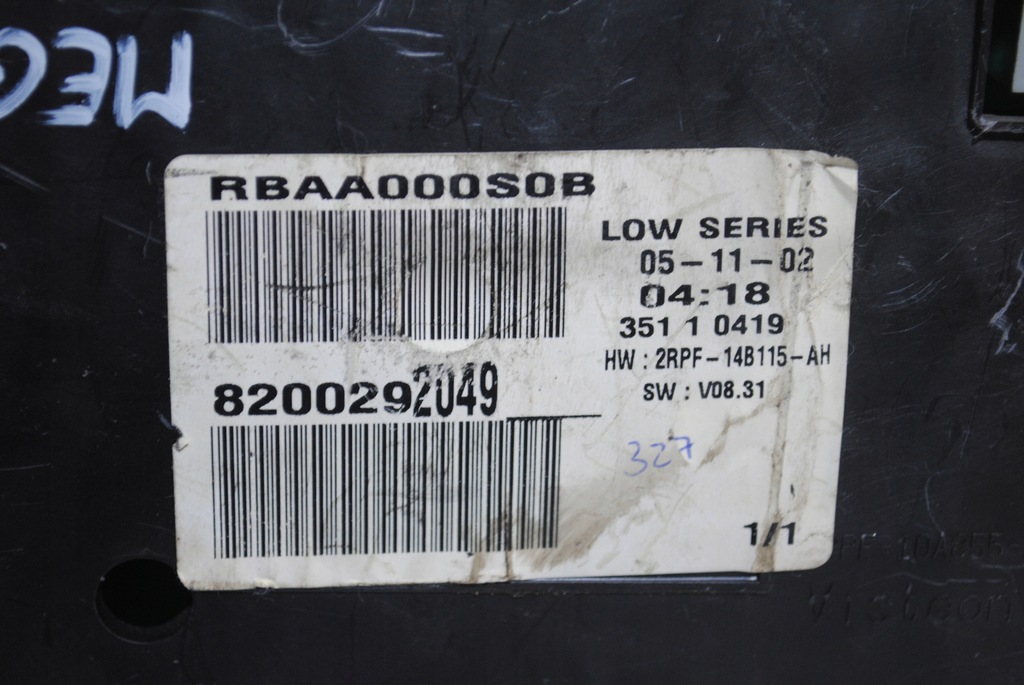 RBAA000S0B
LOW SERIES
05-11-02
04:18
351 1 0419
HW : 2RPF-14B115-AH
SW : V08.31
8200292049
327
1/1
Visteon